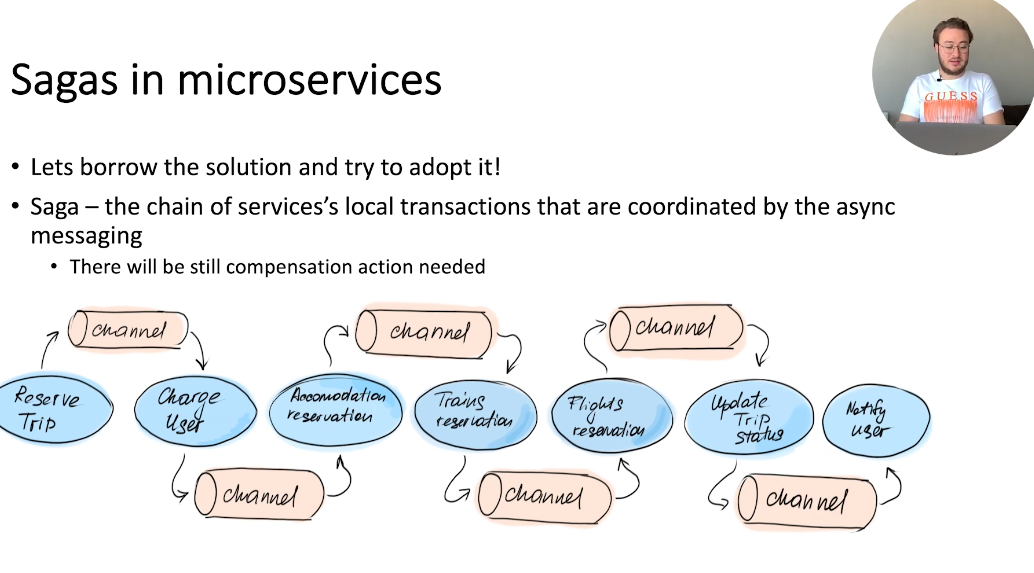 Sagas in microservices
GUESS
• Lets borrow the solution and try to adopt it!
• Saga – the chain of services's local transactions that are coordinated by the async
messaging
• There will be still compensation action needed
channel
channel
channel
Reserve
Trip
Charge
User
Accomodation
reservation
Trains
reservation
Flights
reservation
Update
Trip
status
Notify
user
channel
channel
channel